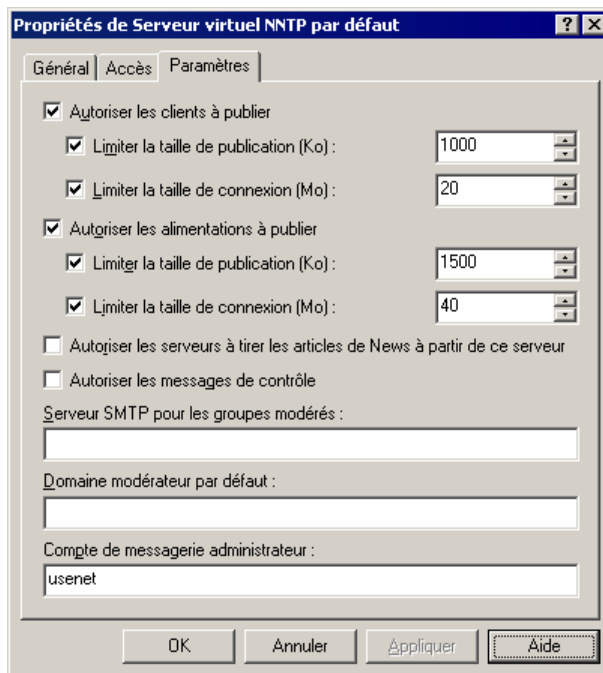 Propriétés de Serveur virtuel NNTP par défaut
Général Accès Paramètres
Autoriser les clients à publier
Limiter la taille de publication (Ko) : 1000
Limiter la taille de connexion (Mo) : 20
Autoriser les alimentations à publier
Limiter la taille de publication (Ko) : 1500
Limiter la taille de connexion (Mo) : 40
Autoriser les serveurs à tirer les articles de News à partir de ce serveur
Autoriser les messages de contrôle
Serveur SMTP pour les groupes modérés :
Domaine modérateur par défaut :
Compte de messagerie administrateur :
usenet
OK Annuler Appliquer Aide